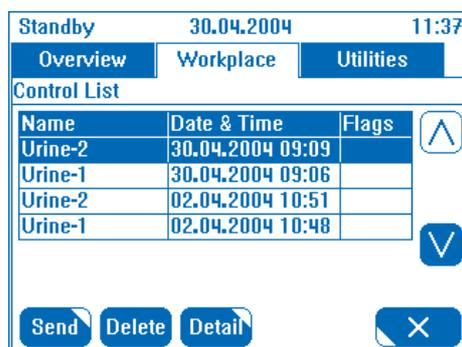 Standby 30.04.2004 11:37
Overview Workplace Utilities
Control List
Name Date & Time Flags
Urine-2 30.04.2004 09:09
Urine-1 30.04.2004 09:06
Urine-2 02.04.2004 10:51
Urine-1 02.04.2004 10:48
Send Delete Detail